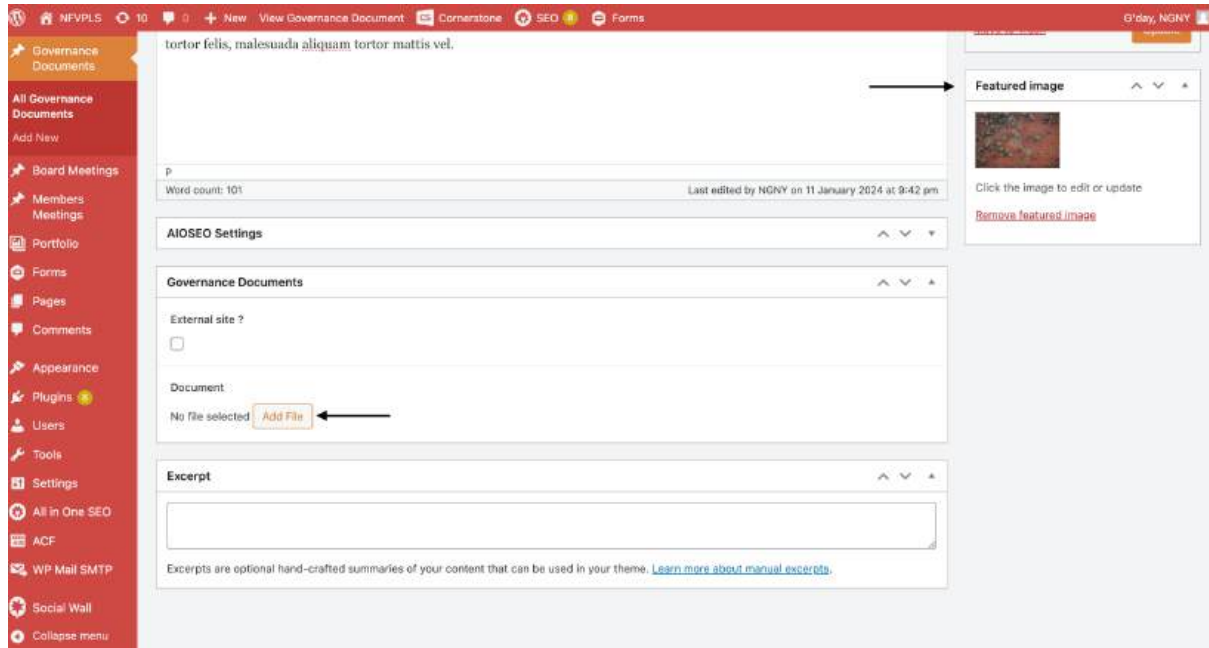 NFVPLS 10 0 New View Governance Document Cornerstone SEO Forms G'day, NGNY
Governance
Documents
All Governance
Documents
Add New
Board Meetings
Members
Meetings
Portfolio
Forms
Pages
Comments
Appearance
Plugins
Users
Tools
Settings
All in One SEO
ACF
WP Mail SMTP
Social Wall
Collapse menu
tortor felis, malesuada aliquam tortor mattis vel.
P
Word count: 101 Last edited by NGNY on 11 January 2024 at 9:42 pm
AIOSEO Settings
Governance Documents
External site ?
Document
No file selected Add File
Excerpt
Excerpts are optional hand-crafted summaries of your content that can be used in your theme. Learn more about manual excerpts.
Featured image
Click the image to edit or update
Remove featured image